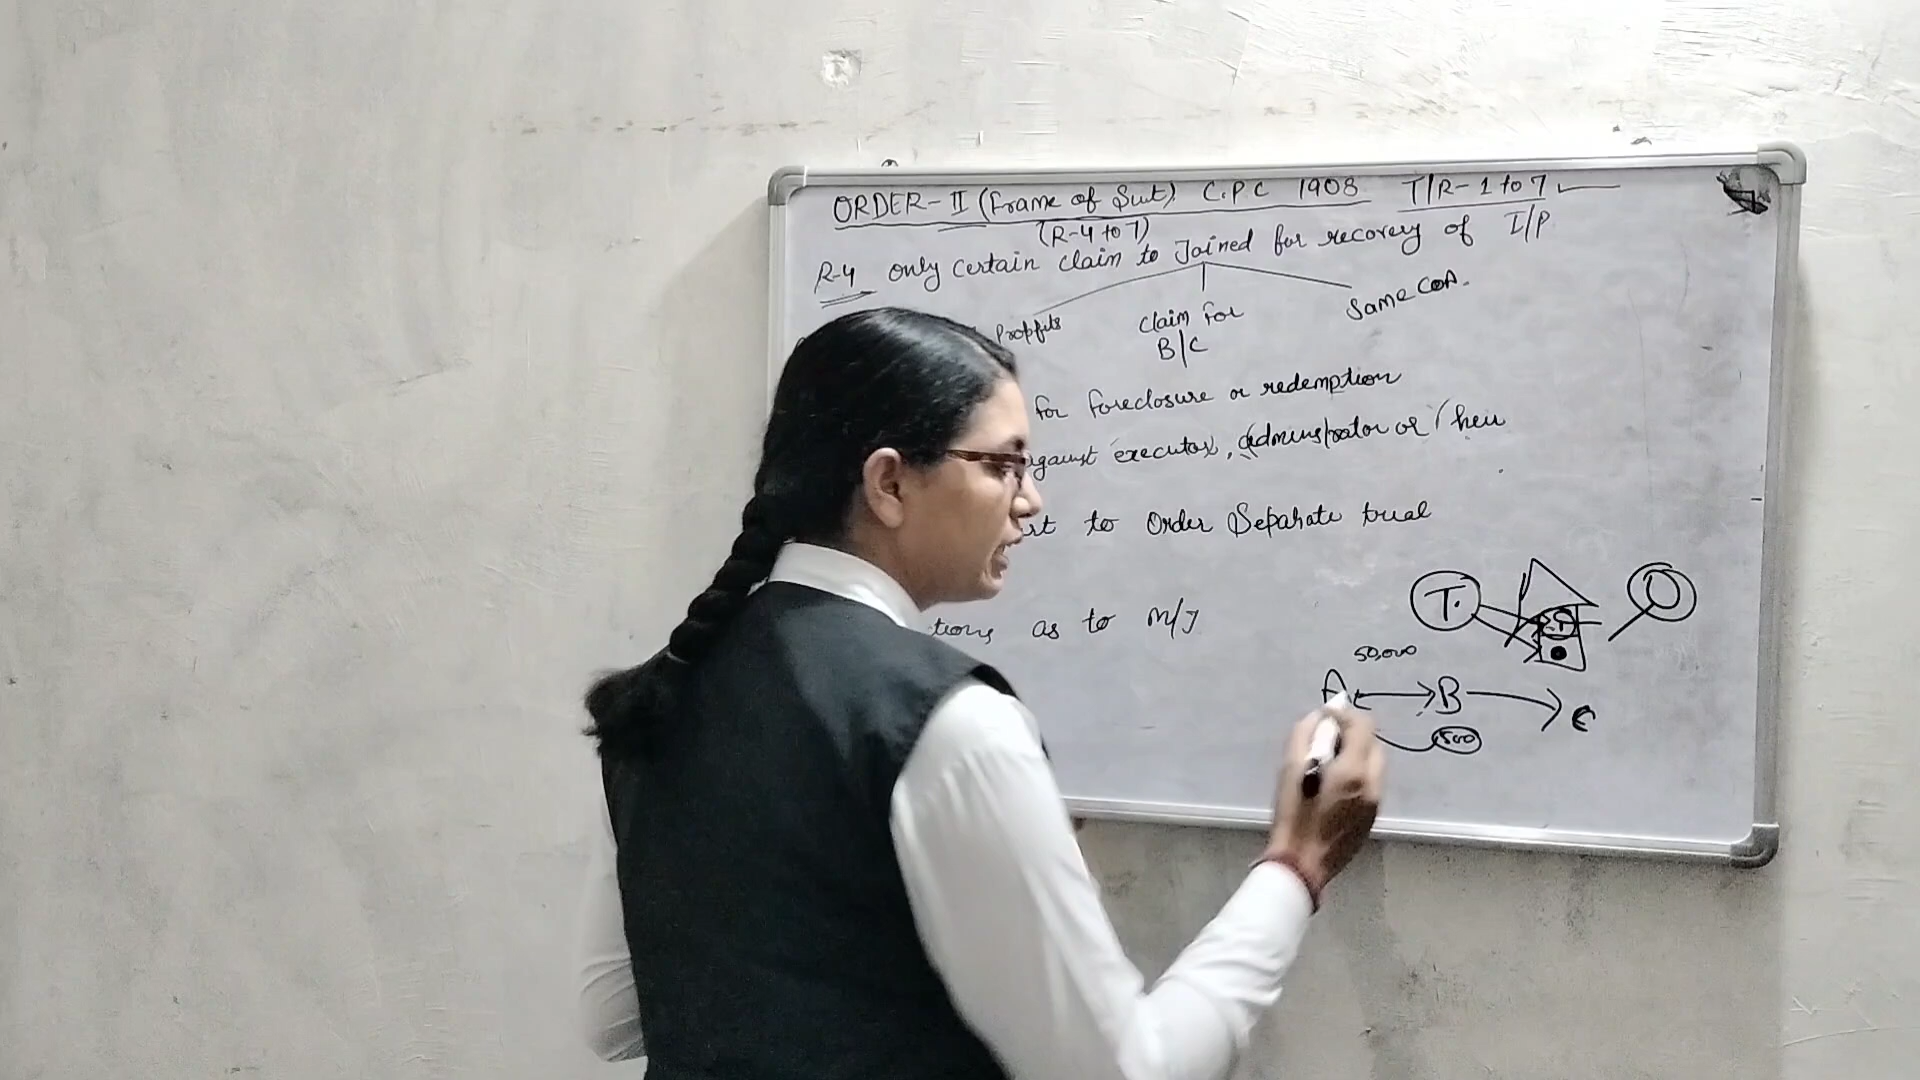 ORDER-II (Frame of Suit) C.P.C 1908 T/R-1 to 7
(R-4 to 7)
R-4 only certain claim to Joined for recovery of I/P
Proffits
Claim for
B/C
Same COA.
for foreclosure or redemption
against executor, administrator or heir
to Order Separate trial
as to M/J
T.
O
50,000
A B C
500